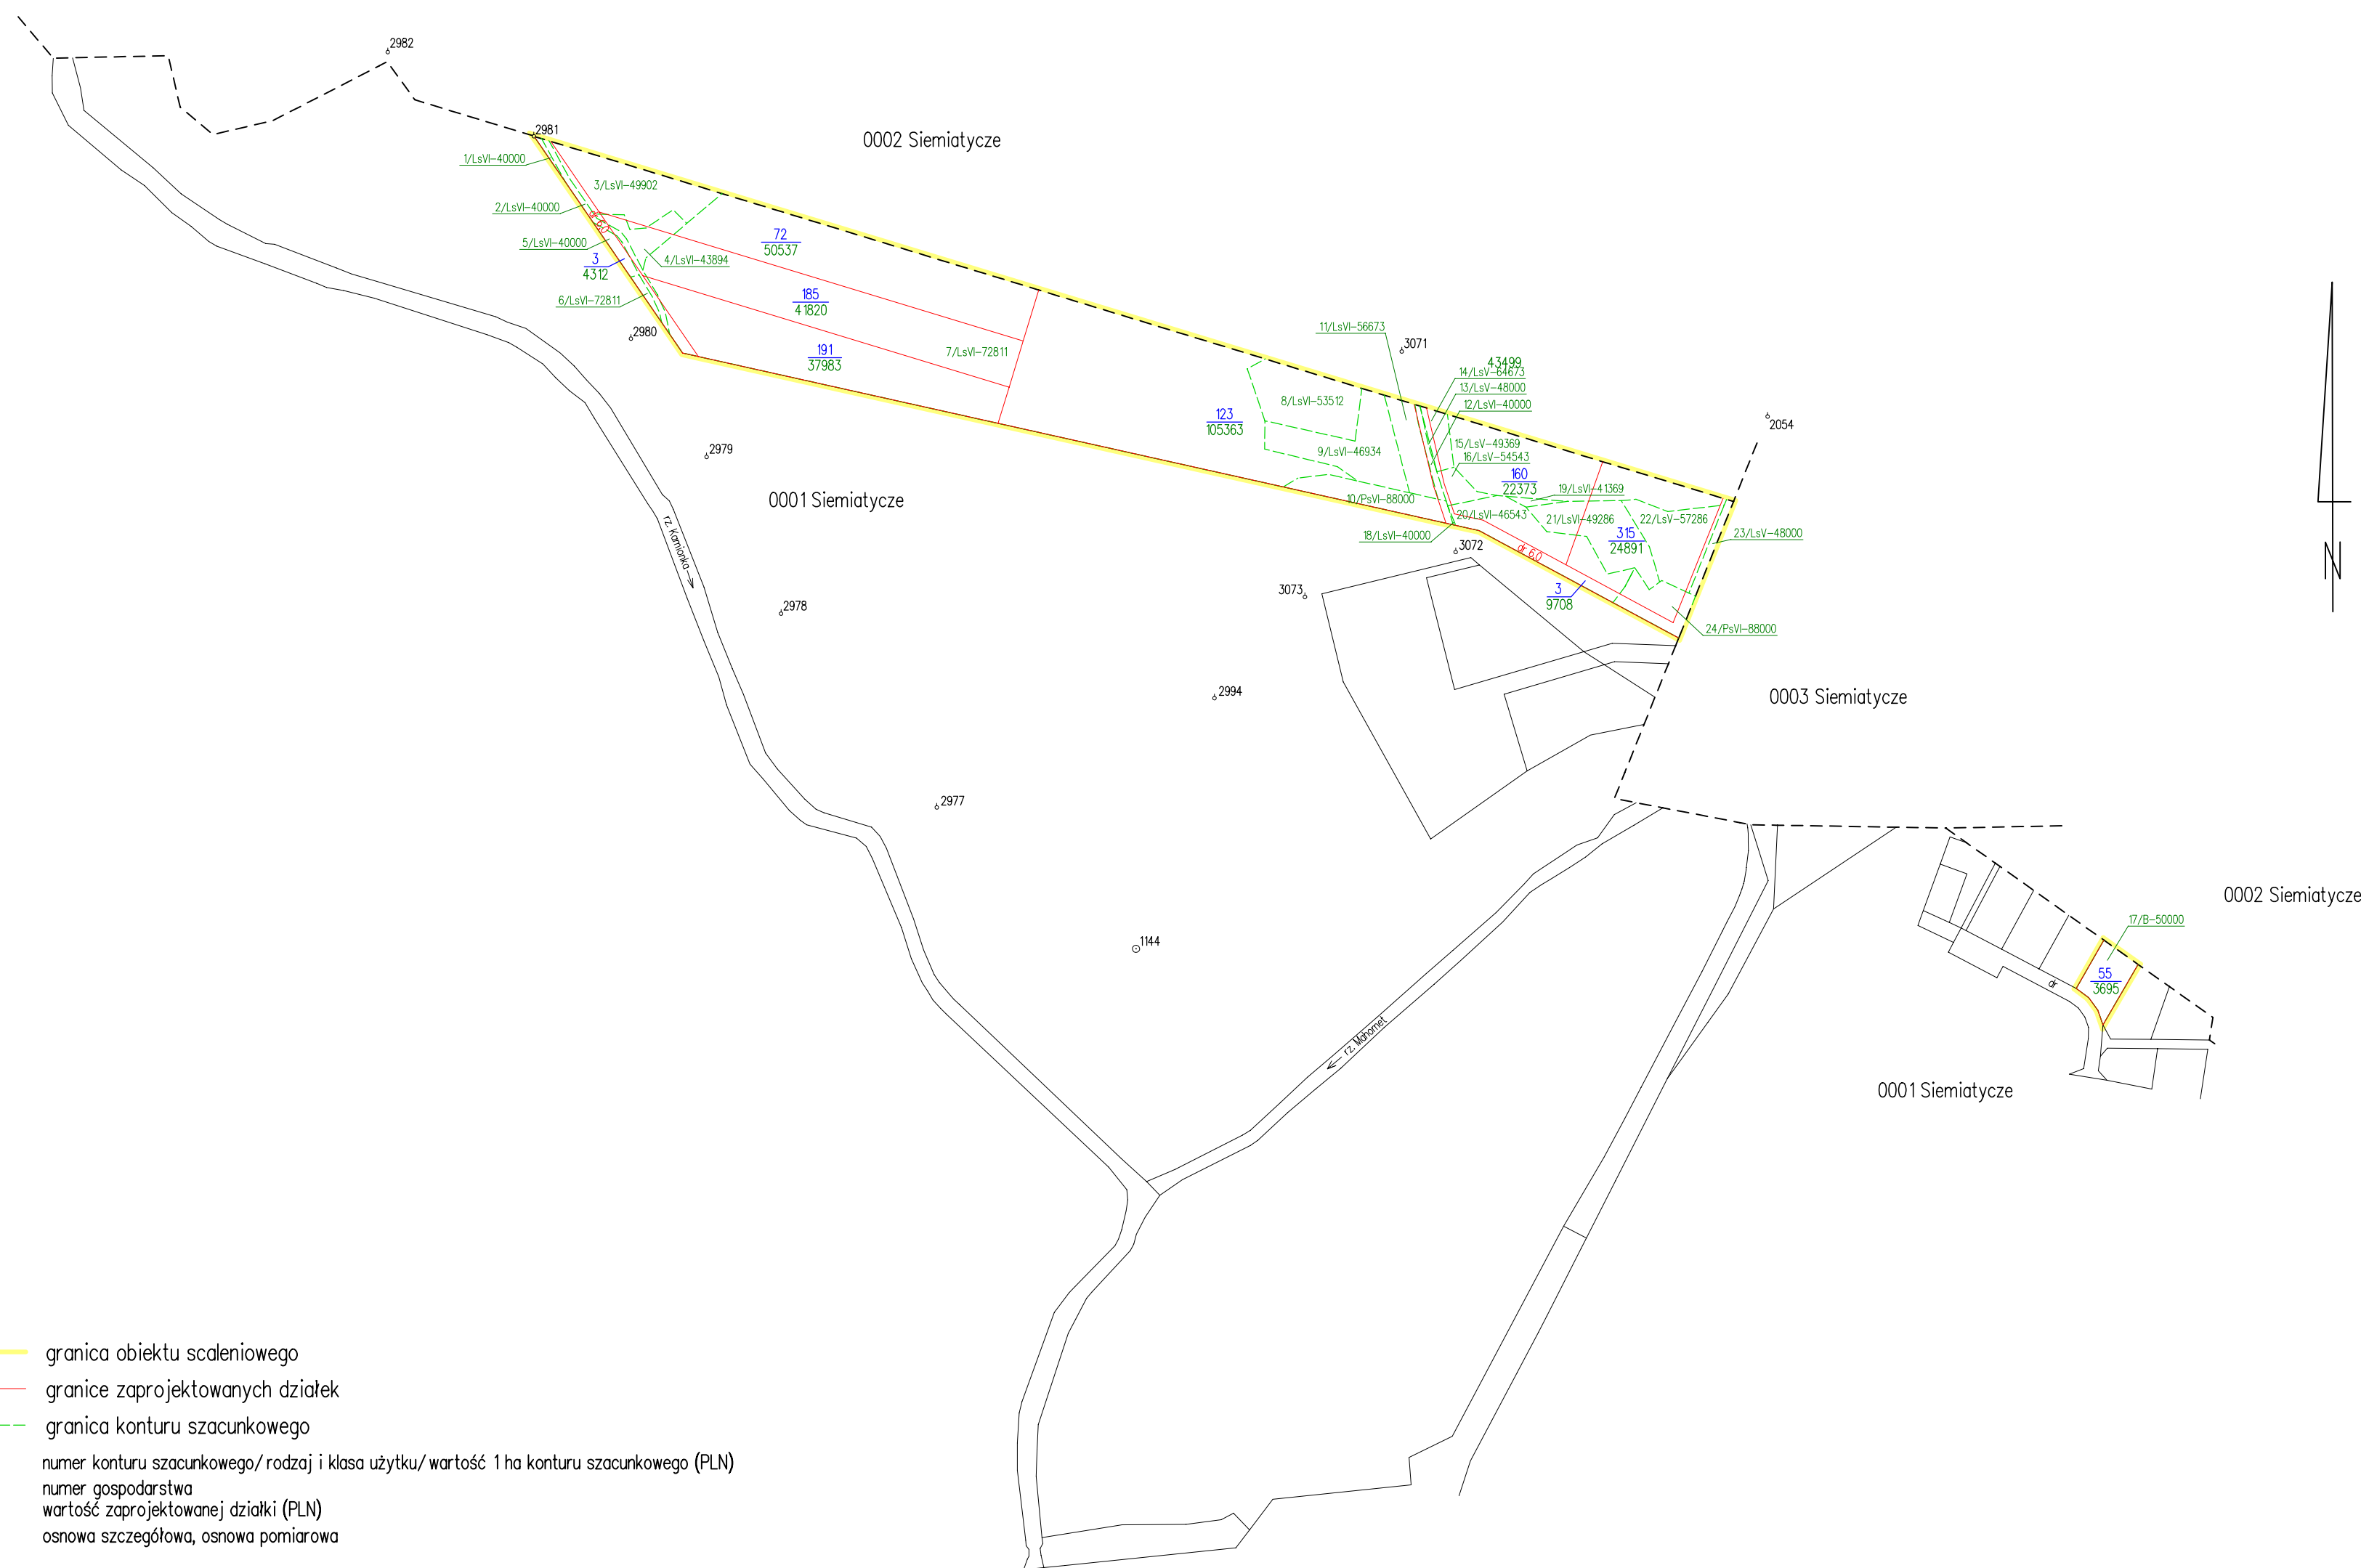 2982
2981
0002 Siemiatycze
1/LsVI-40000
3/LsVI-49902
2/LsVI-40000
dr 6.0
72
50537
5/LsVI-40000
3
4312
4/LsVI-43894
185
41820
6/LsVI-72811
11/LsVI-56673
2980
3071
191
37983
7/LsVI-72811
43499
14/LsV-64673
13/LsV-48000
12/LsVI-40000
8/LsVI-53512
123
105363
2054
2979
9/LsVI-46934
15/LsV-49369
16/LsV-54543
160
22373
19/LsVI-41369
0001 Siemiatycze
10/PsVI-88000
20/LsVI-46543
21/LsVI-49286
22/LsV-57286
315
24891
23/LsV-48000
18/LsVI-40000
rz. Kamionka
3072
dr 6.0
N
3073
3
9708
2978
24/PsVI-88000
2994
0003 Siemiatycze
2977
0002 Siemiatycze
17/B-50000
1144
55
3695
dr
rz. Mahomet
0001 Siemiatycze
granica obiektu scaleniowego
granice zaprojektowanych działek
granica konturu szacunkowego
numer konturu szacunkowego/rodzaj i klasa użytku/wartość 1 ha konturu szacunkowego (PLN)
numer gospodarstwa
wartość zaprojektowanej działki (PLN)
osnowa szczegółowa, osnowa pomiarowa